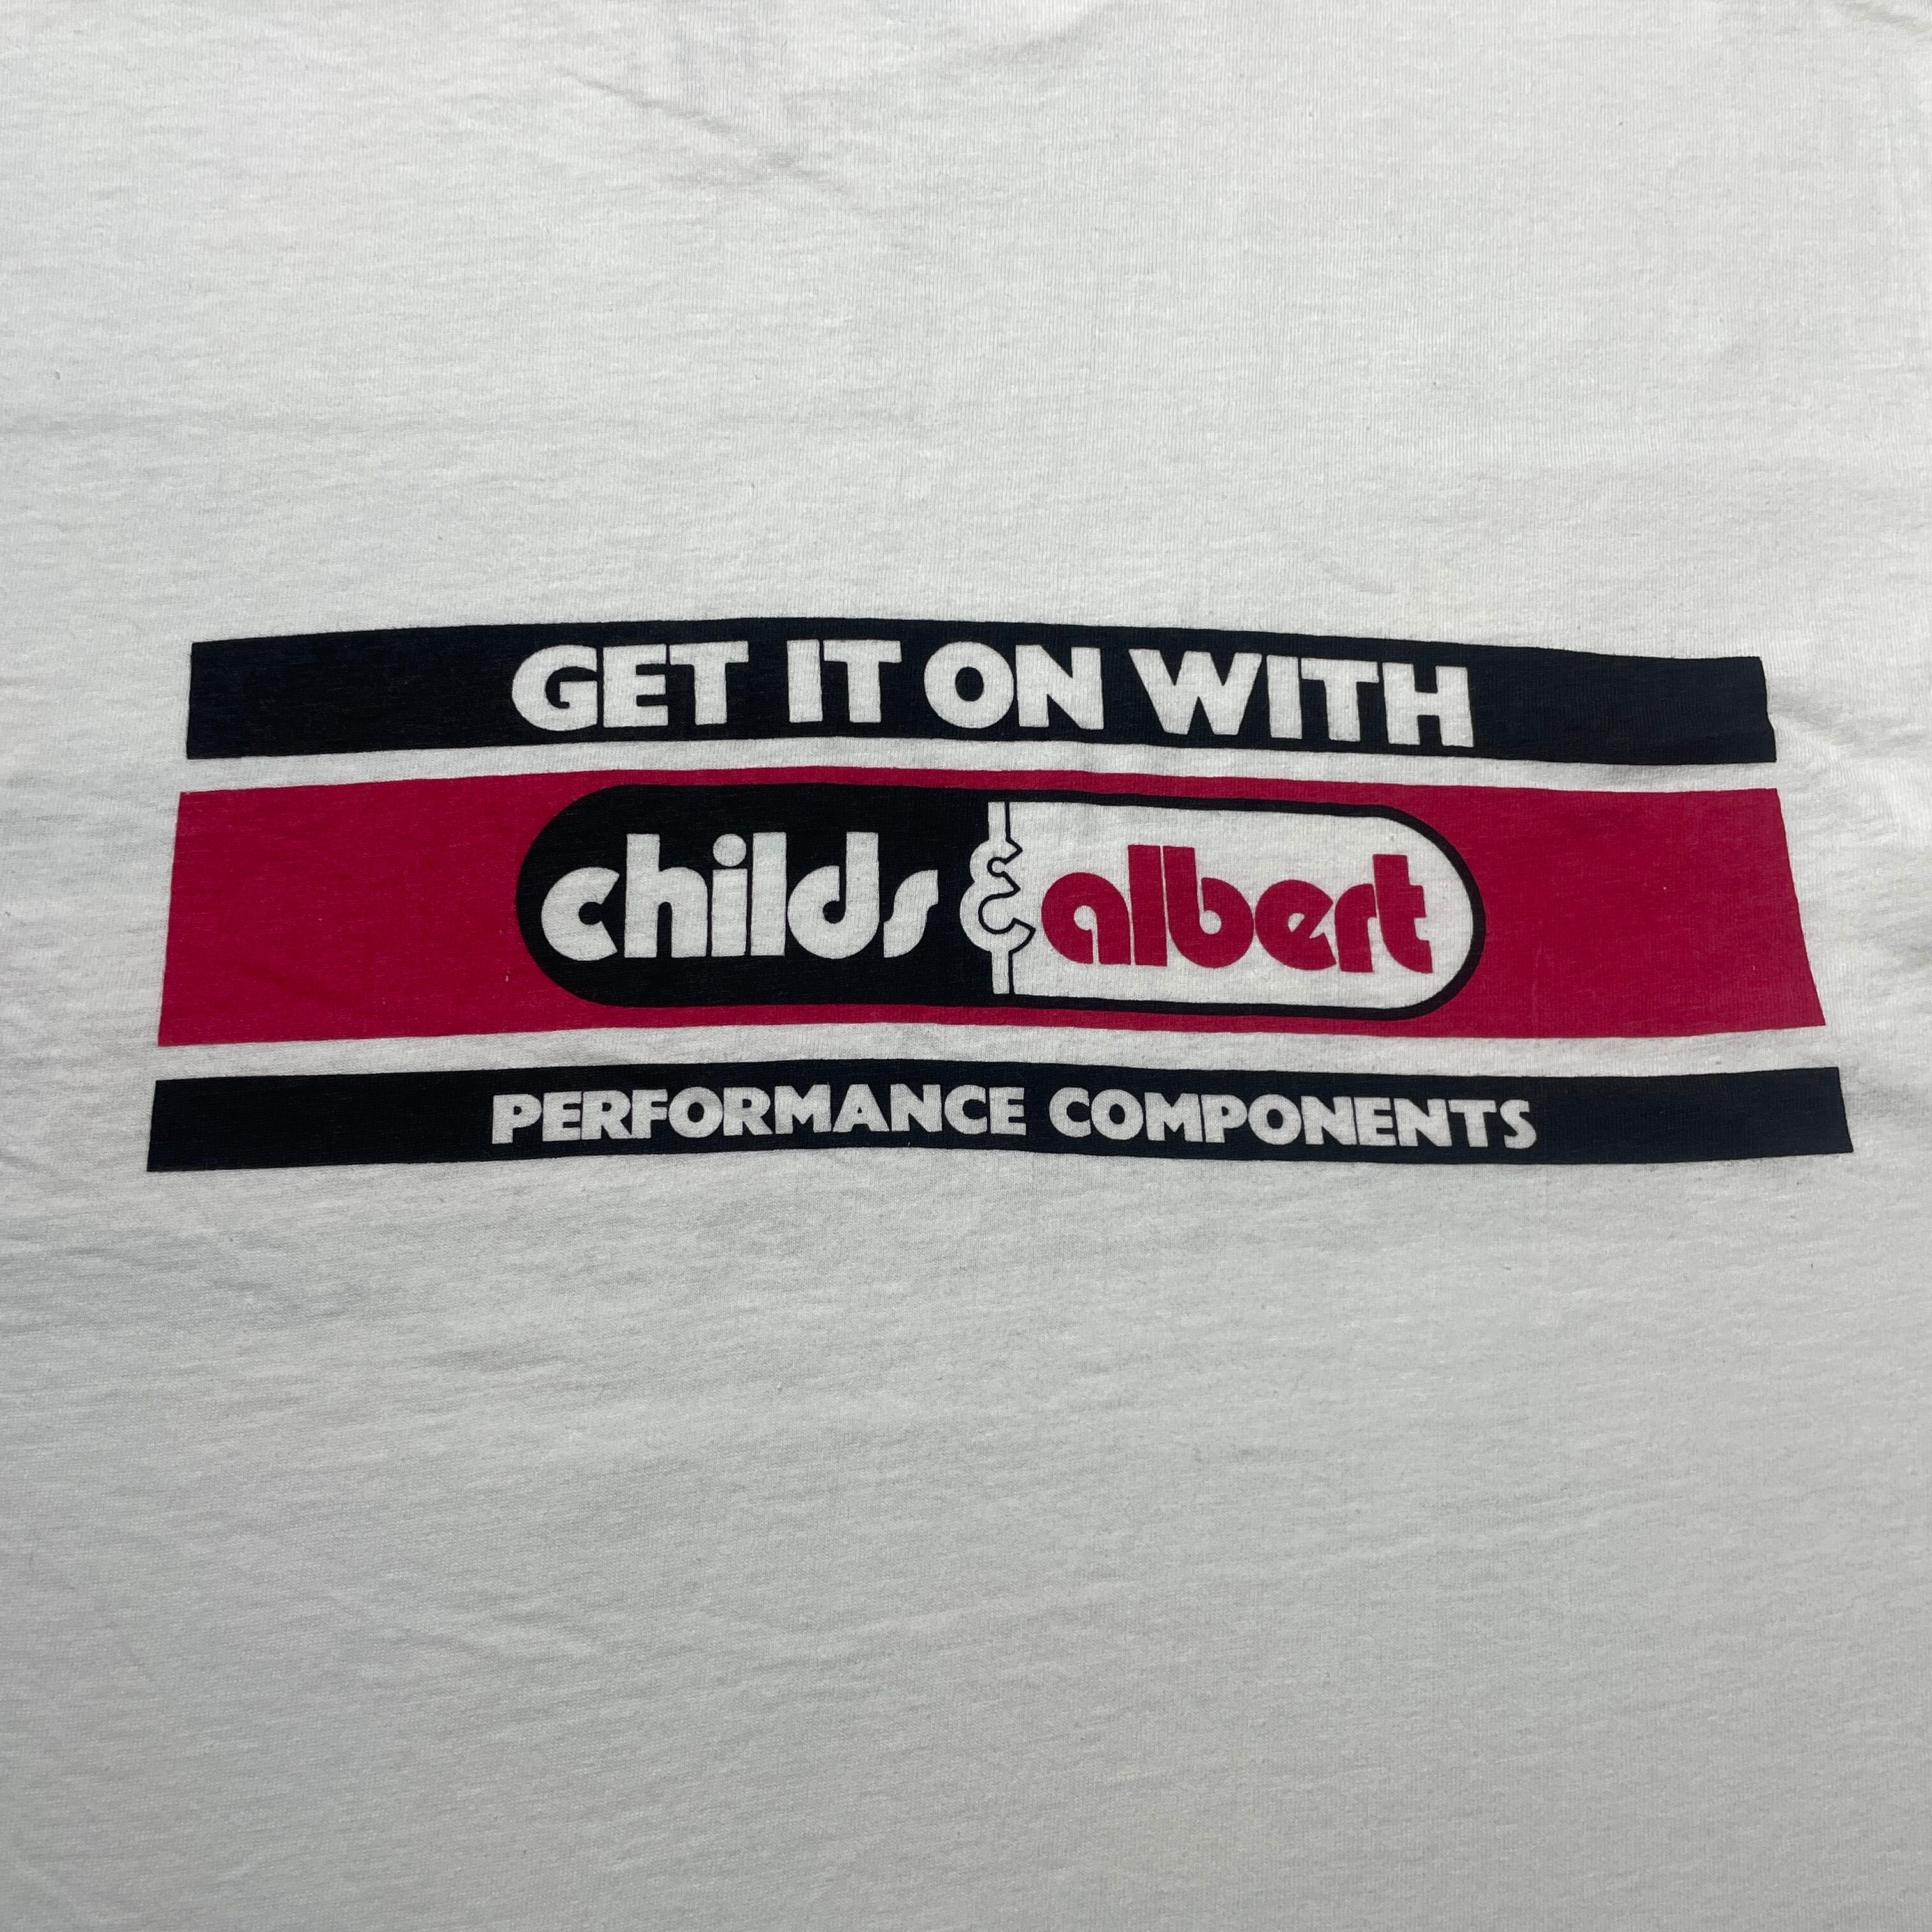 GET IT ON WITH
childs & albert
PERFORMANCE COMPONENTS